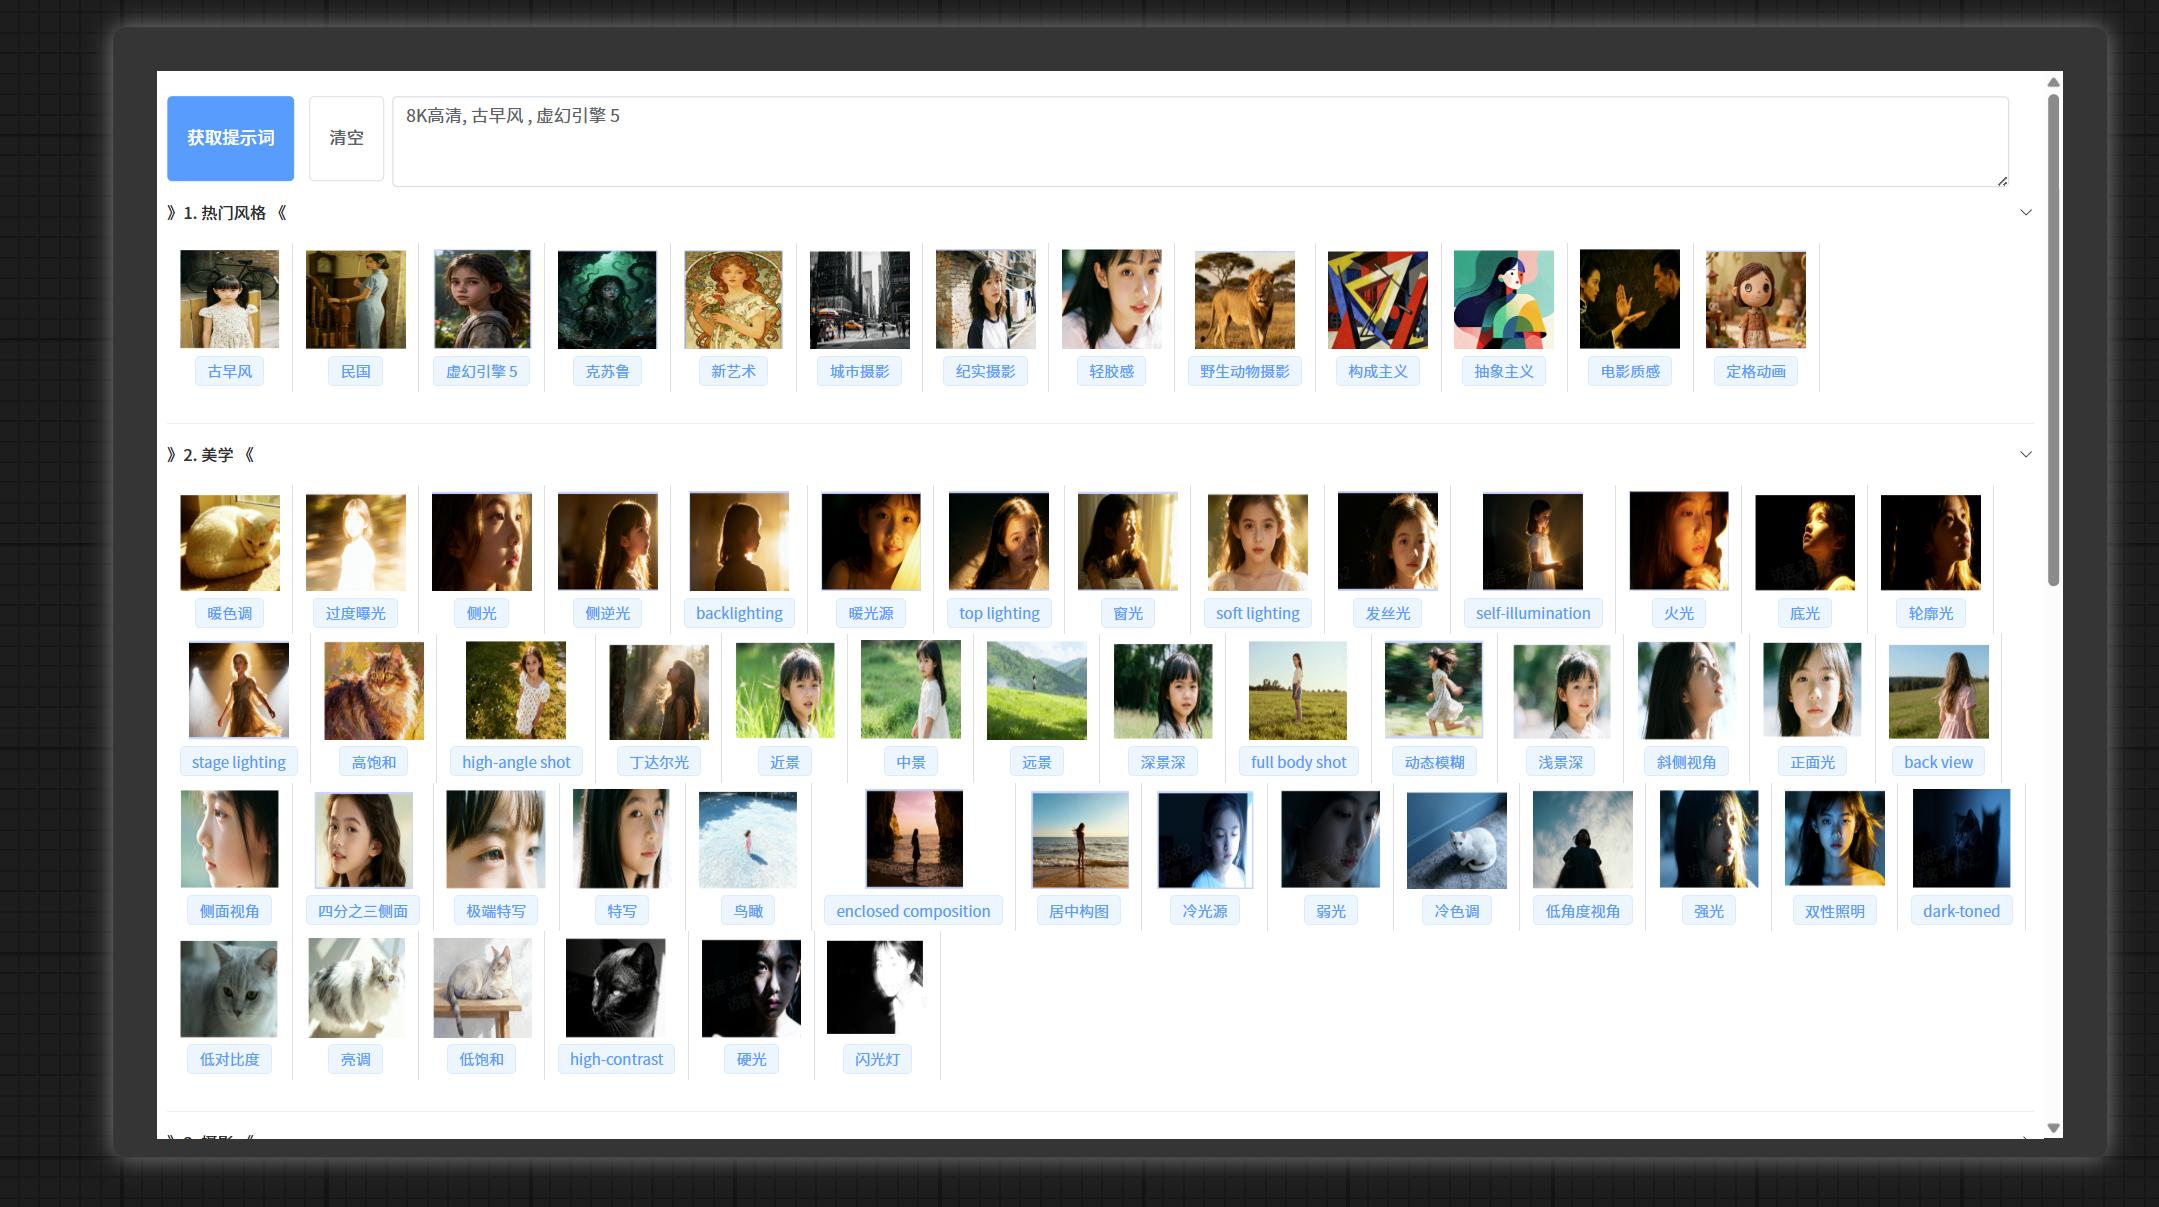 获取提示词
清空
8K高清, 古早风 , 虚幻引擎 5
》1. 热门风格 《
古早风
民国
虚幻引擎 5
克苏鲁
新艺术
城市摄影
纪实摄影
轻胶感
野生动物摄影
构成主义
抽象主义
电影质感
定格动画
》2. 美学 《
暖色调
过度曝光
侧光
侧逆光
backlighting
暖光源
top lighting
窗光
soft lighting
发丝光
self-illumination
火光
底光
轮廓光
stage lighting
高饱和
high-angle shot
丁达尔光
近景
中景
远景
深景深
full body shot
动态模糊
浅景深
斜侧视角
正面光
back view
侧面视角
四分之三侧面
极端特写
特写
鸟瞰
enclosed composition
居中构图
冷光源
弱光
冷色调
低角度视角
强光
双性照明
dark-toned
低对比度
亮调
低饱和
high-contrast
硬光
闪光灯